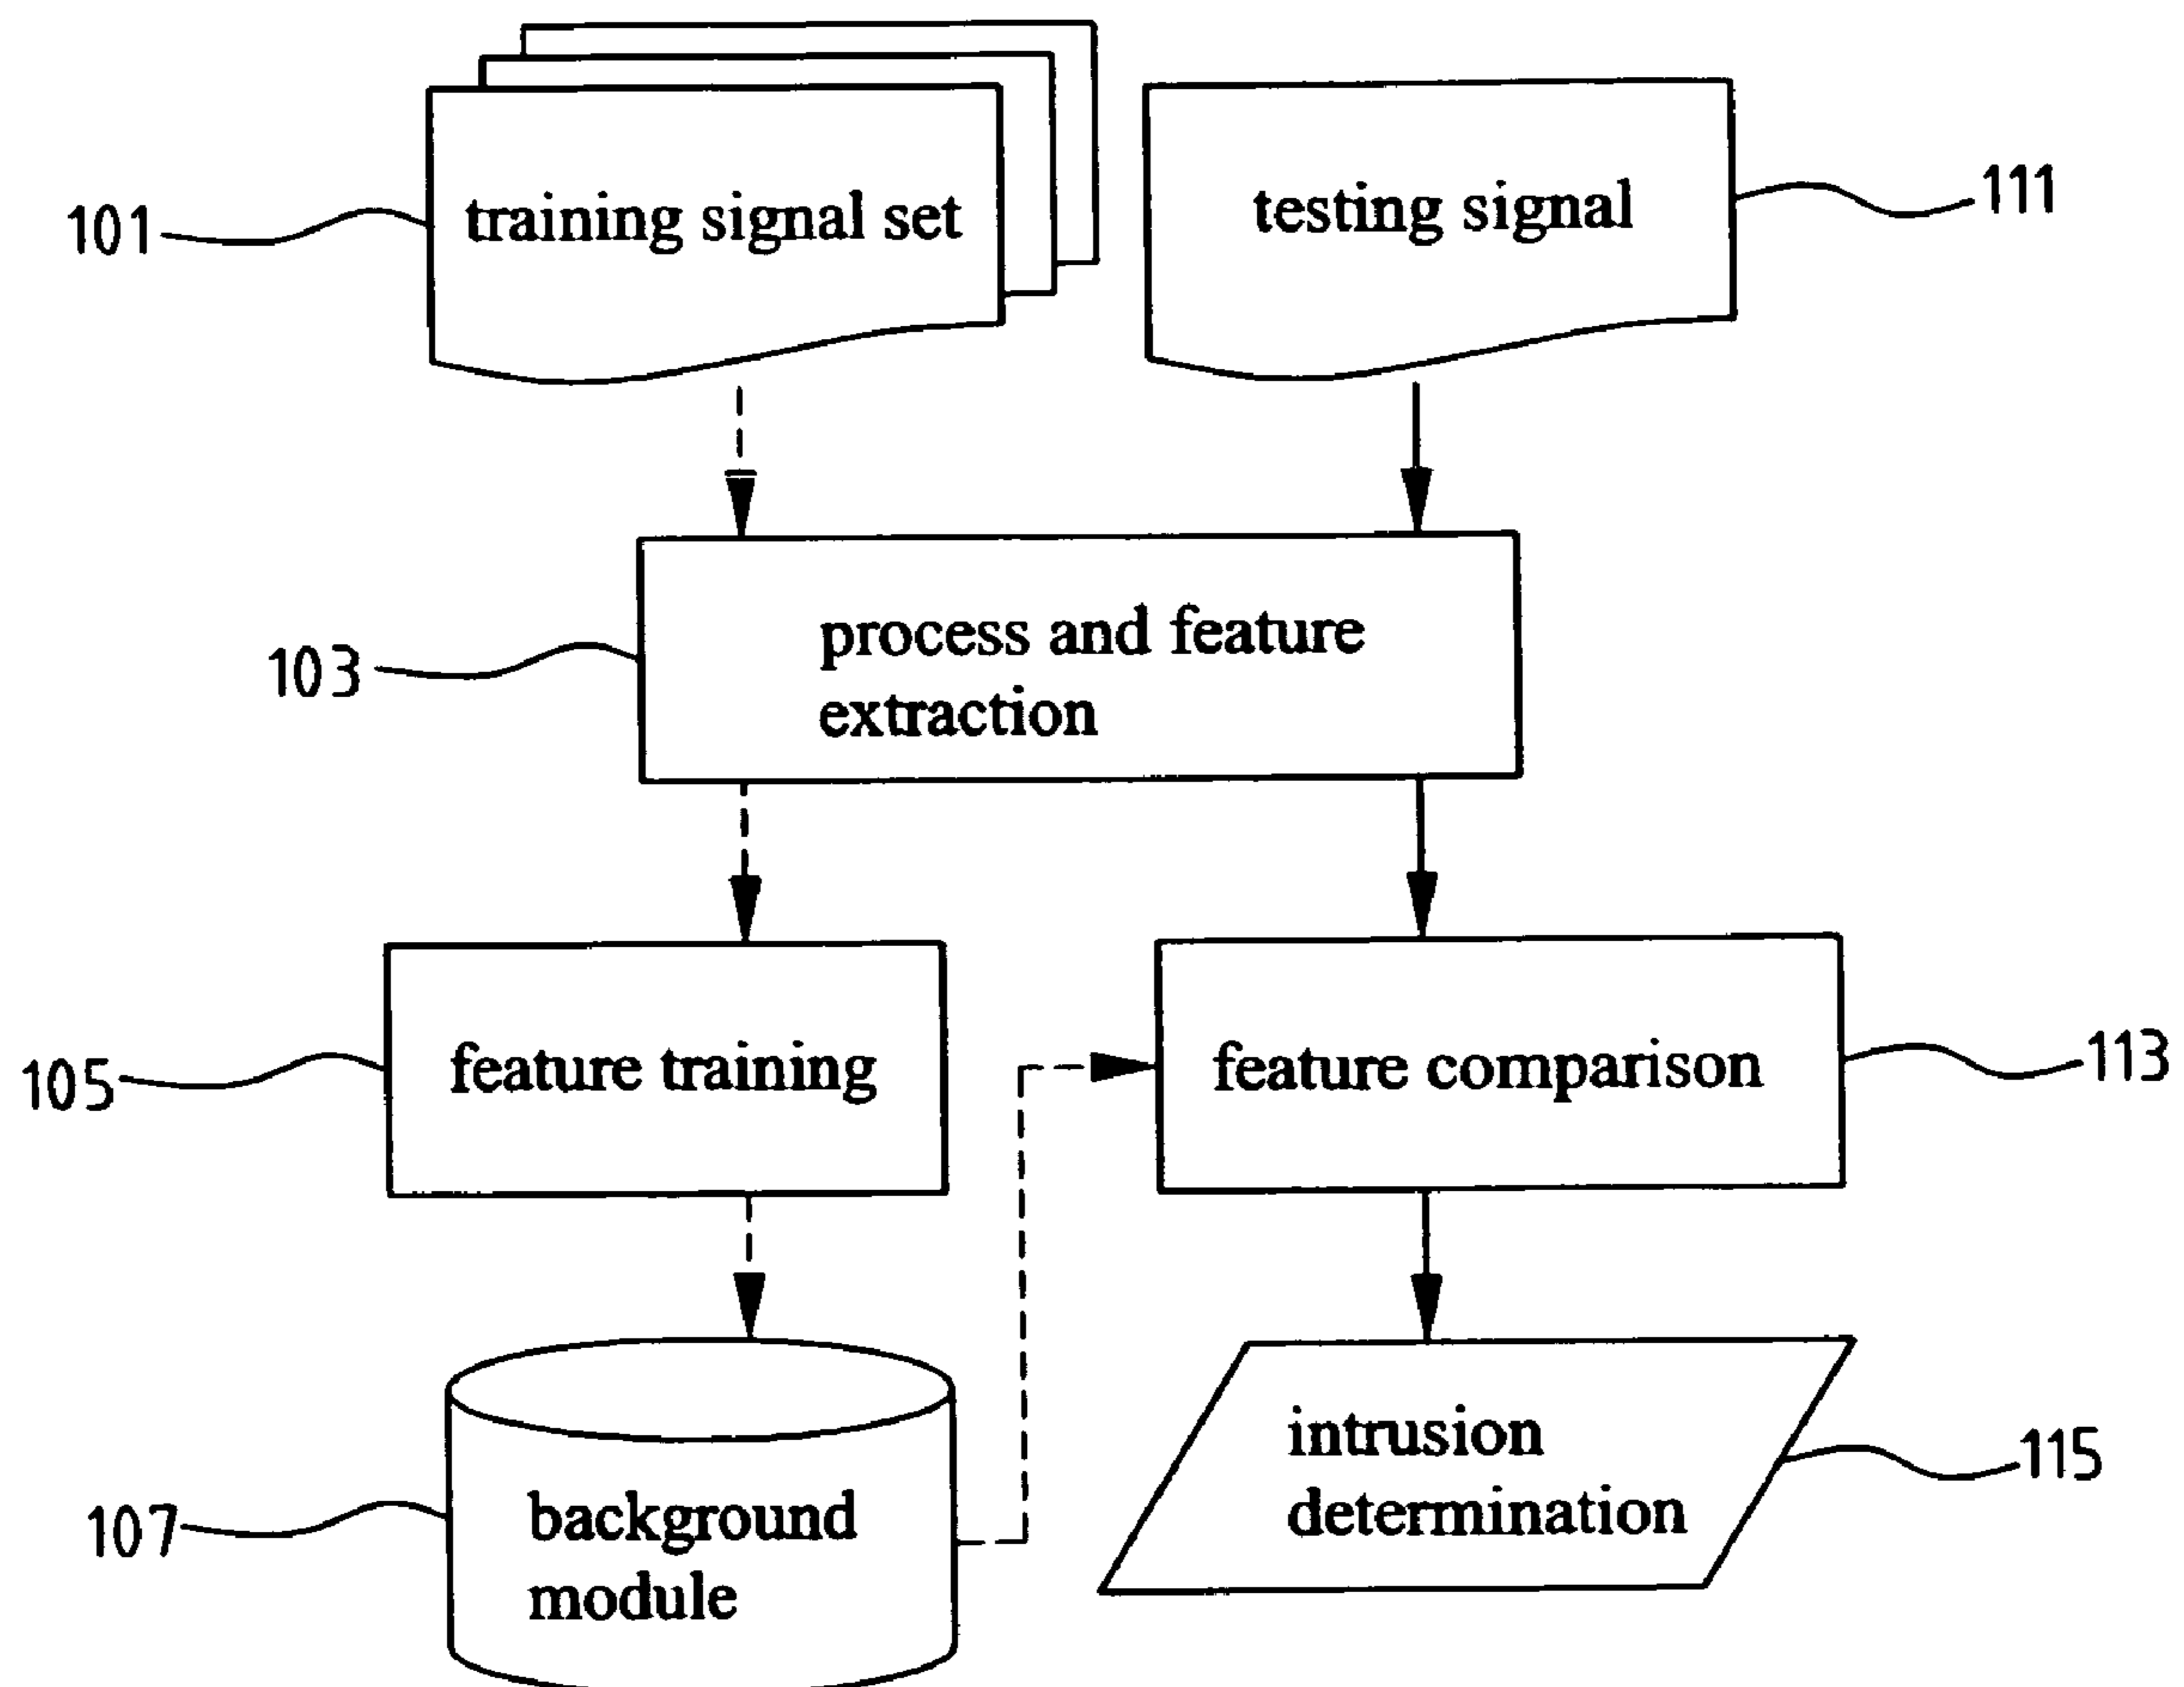 training signal set
101
testing signal
111
process and feature
extraction
103
feature training
105
feature comparison
113
background
module
107
intrusion
determination
115